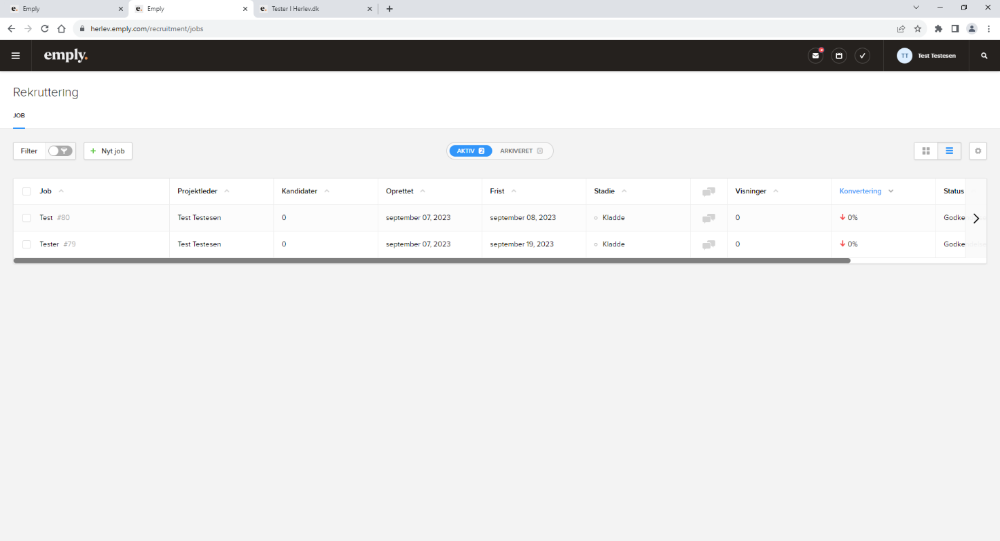 Emply
Emply
Tester I Herlev.dk
herlev.emply.com/recruitment/jobs
emply.
TT Test Testesen
Rekruttering
JOB
Filter
+ Nyt job
AKTIV 2 ARKIVERET 0
Job Projektleder Kandidater Oprettet Frist Stadie Visninger Konvertering Status
Test #80 Test Testesen 0 september 07, 2023 september 08, 2023 Kladde 0 0% Godke
Tester #79 Test Testesen 0 september 07, 2023 september 19, 2023 Kladde 0 0% Godke